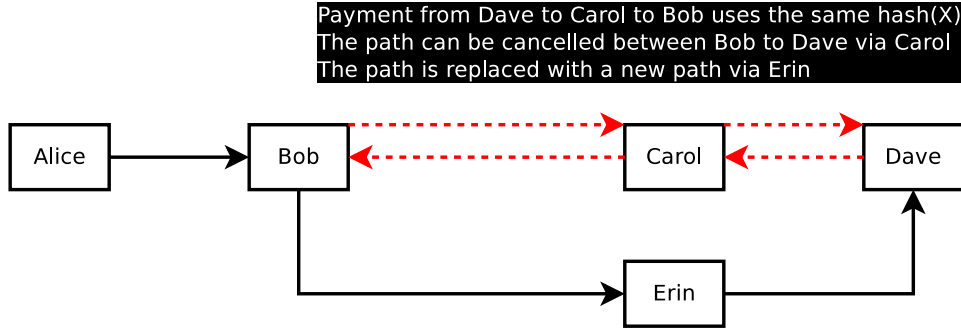 Payment from Dave to Carol to Bob uses the same hash(X)
The path can be cancelled between Bob to Dave via Carol
The path is replaced with a new path via Erin
Alice
Bob
Carol
Dave
Erin